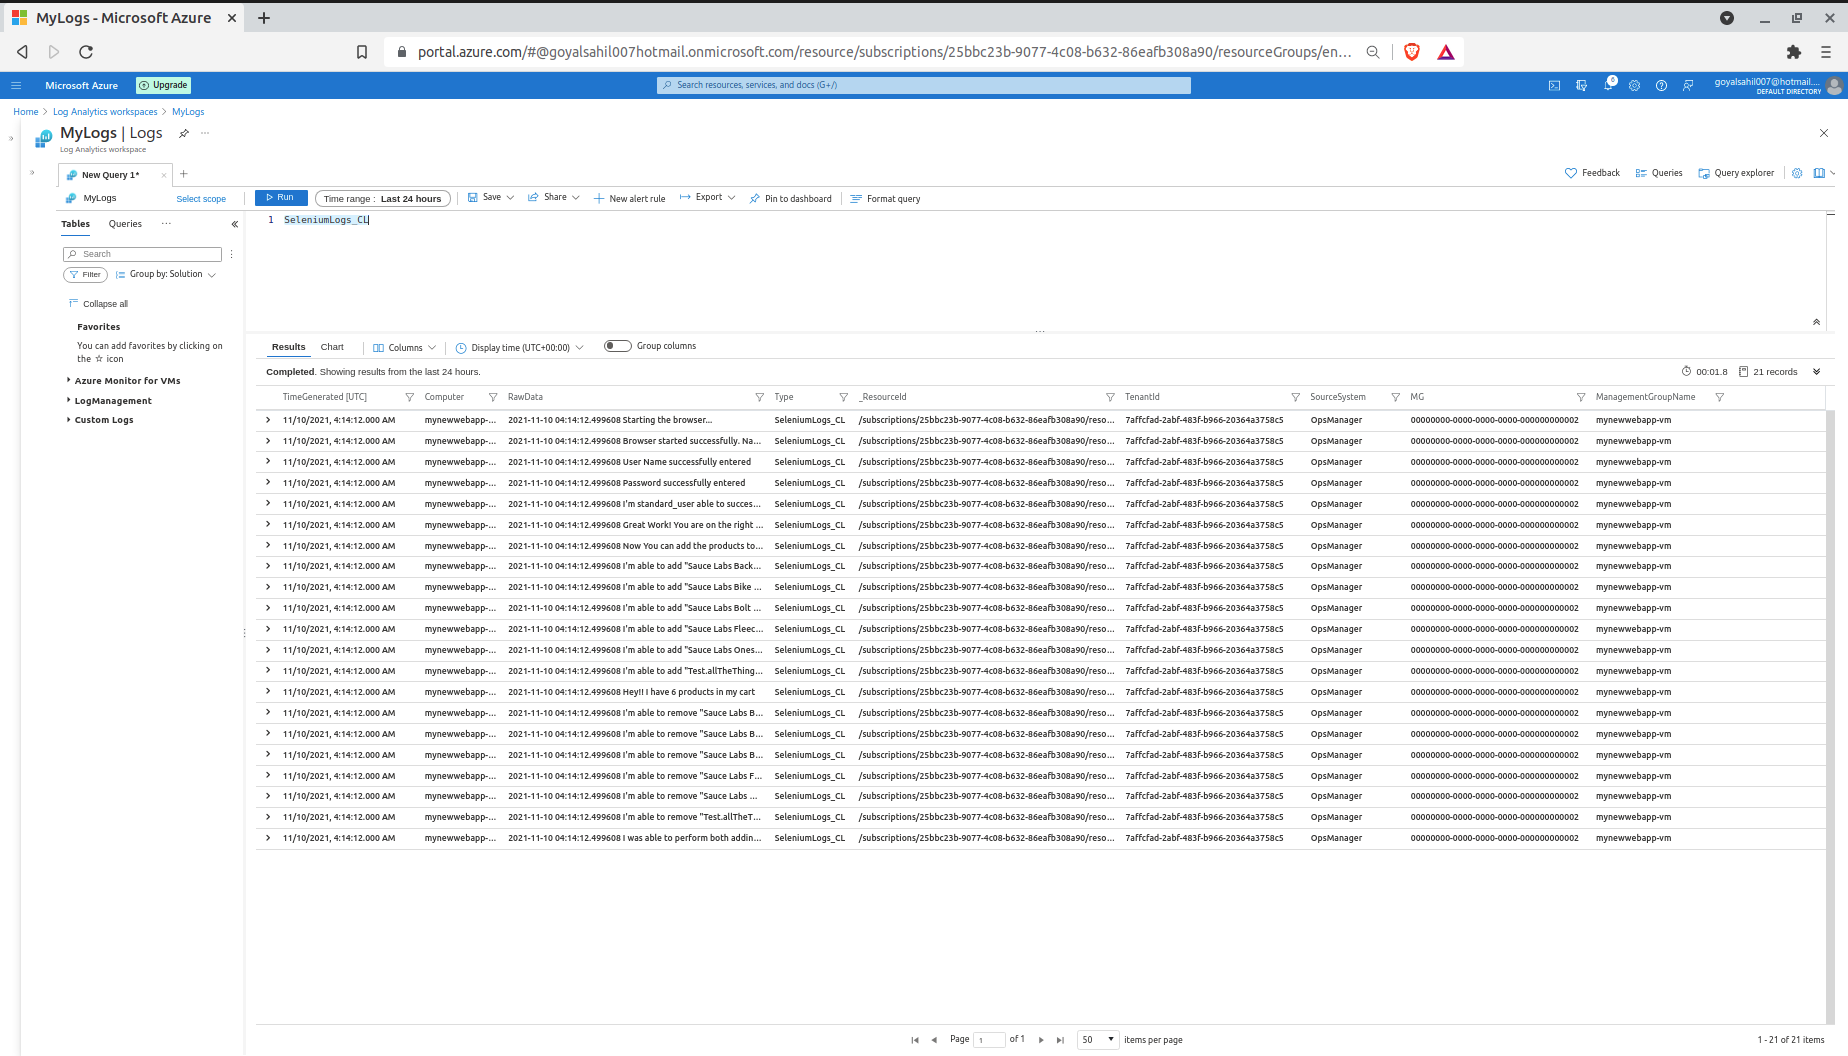 MyLogs - Microsoft Azure
portal.azure.com/#@goyalsahil007hotmail.onmicrosoft.com/resource/subscriptions/25bbc23b-9077-4c08-b632-86eafb308a90/resourceGroups/en...
Microsoft Azure Upgrade Search resources, services, and docs (G+/) 6 goyalsahil007@hotmail.... DEFAULT DIRECTORY
Home > Log Analytics workspaces > MyLogs
MyLogs | Logs ...
Log Analytics workspace
New Query 1* Feedback Queries Query explorer
MyLogs Select scope Run Time range : Last 24 hours Save Share New alert rule Export Pin to dashboard Format query
Tables Queries ... 1 SeleniumLogs_CL
Search
Filter Group by: Solution
Collapse all
Favorites
You can add favorites by clicking on
the ☆ icon
Azure Monitor for VMs
LogManagement
Custom Logs
Results Chart Columns Display time (UTC+00:00) Group columns
Completed. Showing results from the last 24 hours. 00:01.8 21 records
TimeGenerated [UTC] Computer RawData Type _ResourceId TenantId SourceSystem MG ManagementGroupName
11/10/2021, 4:14:12.000 AM mynewwebapp-... 2021-11-10 04:14:12.499608 Starting the browser... SeleniumLogs_CL /subscriptions/25bbc23b-9077-4c08-b632-86eafb308a90/reso... 7affcfad-2abf-483f-b966-20364a3758c5 OpsManager 00000000-0000-0000-0000-000000000002 mynewwebapp-vm
11/10/2021, 4:14:12.000 AM mynewwebapp-... 2021-11-10 04:14:12.499608 Browser started successfully. Na... SeleniumLogs_CL /subscriptions/25bbc23b-9077-4c08-b632-86eafb308a90/reso... 7affcfad-2abf-483f-b966-20364a3758c5 OpsManager 00000000-0000-0000-0000-000000000002 mynewwebapp-vm
11/10/2021, 4:14:12.000 AM mynewwebapp-... 2021-11-10 04:14:12.499608 User Name successfully entered SeleniumLogs_CL /subscriptions/25bbc23b-9077-4c08-b632-86eafb308a90/reso... 7affcfad-2abf-483f-b966-20364a3758c5 OpsManager 00000000-0000-0000-0000-000000000002 mynewwebapp-vm
11/10/2021, 4:14:12.000 AM mynewwebapp-... 2021-11-10 04:14:12.499608 Password successfully entered SeleniumLogs_CL /subscriptions/25bbc23b-9077-4c08-b632-86eafb308a90/reso... 7affcfad-2abf-483f-b966-20364a3758c5 OpsManager 00000000-0000-0000-0000-000000000002 mynewwebapp-vm
11/10/2021, 4:14:12.000 AM mynewwebapp-... 2021-11-10 04:14:12.499608 I'm standard_user able to succes... SeleniumLogs_CL /subscriptions/25bbc23b-9077-4c08-b632-86eafb308a90/reso... 7affcfad-2abf-483f-b966-20364a3758c5 OpsManager 00000000-0000-0000-0000-000000000002 mynewwebapp-vm
11/10/2021, 4:14:12.000 AM mynewwebapp-... 2021-11-10 04:14:12.499608 Great Work! You are on the right ... SeleniumLogs_CL /subscriptions/25bbc23b-9077-4c08-b632-86eafb308a90/reso... 7affcfad-2abf-483f-b966-20364a3758c5 OpsManager 00000000-0000-0000-0000-000000000002 mynewwebapp-vm
11/10/2021, 4:14:12.000 AM mynewwebapp-... 2021-11-10 04:14:12.499608 Now You can add the products to... SeleniumLogs_CL /subscriptions/25bbc23b-9077-4c08-b632-86eafb308a90/reso... 7affcfad-2abf-483f-b966-20364a3758c5 OpsManager 00000000-0000-0000-0000-000000000002 mynewwebapp-vm
11/10/2021, 4:14:12.000 AM mynewwebapp-... 2021-11-10 04:14:12.499608 I'm able to add "Sauce Labs Back... SeleniumLogs_CL /subscriptions/25bbc23b-9077-4c08-b632-86eafb308a90/reso... 7affcfad-2abf-483f-b966-20364a3758c5 OpsManager 00000000-0000-0000-0000-000000000002 mynewwebapp-vm
11/10/2021, 4:14:12.000 AM mynewwebapp-... 2021-11-10 04:14:12.499608 I'm able to add "Sauce Labs Bike ... SeleniumLogs_CL /subscriptions/25bbc23b-9077-4c08-b632-86eafb308a90/reso... 7affcfad-2abf-483f-b966-20364a3758c5 OpsManager 00000000-0000-0000-0000-000000000002 mynewwebapp-vm
11/10/2021, 4:14:12.000 AM mynewwebapp-... 2021-11-10 04:14:12.499608 I'm able to add "Sauce Labs Bolt ... SeleniumLogs_CL /subscriptions/25bbc23b-9077-4c08-b632-86eafb308a90/reso... 7affcfad-2abf-483f-b966-20364a3758c5 OpsManager 00000000-0000-0000-0000-000000000002 mynewwebapp-vm
11/10/2021, 4:14:12.000 AM mynewwebapp-... 2021-11-10 04:14:12.499608 I'm able to add "Sauce Labs Fleec... SeleniumLogs_CL /subscriptions/25bbc23b-9077-4c08-b632-86eafb308a90/reso... 7affcfad-2abf-483f-b966-20364a3758c5 OpsManager 00000000-0000-0000-0000-000000000002 mynewwebapp-vm
11/10/2021, 4:14:12.000 AM mynewwebapp-... 2021-11-10 04:14:12.499608 I'm able to add "Sauce Labs Ones... SeleniumLogs_CL /subscriptions/25bbc23b-9077-4c08-b632-86eafb308a90/reso... 7affcfad-2abf-483f-b966-20364a3758c5 OpsManager 00000000-0000-0000-0000-000000000002 mynewwebapp-vm
11/10/2021, 4:14:12.000 AM mynewwebapp-... 2021-11-10 04:14:12.499608 I'm able to add "Test.allTheThing... SeleniumLogs_CL /subscriptions/25bbc23b-9077-4c08-b632-86eafb308a90/reso... 7affcfad-2abf-483f-b966-20364a3758c5 OpsManager 00000000-0000-0000-0000-000000000002 mynewwebapp-vm
11/10/2021, 4:14:12.000 AM mynewwebapp-... 2021-11-10 04:14:12.499608 Hey!! I have 6 products in my cart SeleniumLogs_CL /subscriptions/25bbc23b-9077-4c08-b632-86eafb308a90/reso... 7affcfad-2abf-483f-b966-20364a3758c5 OpsManager 00000000-0000-0000-0000-000000000002 mynewwebapp-vm
11/10/2021, 4:14:12.000 AM mynewwebapp-... 2021-11-10 04:14:12.499608 I'm able to remove "Sauce Labs B... SeleniumLogs_CL /subscriptions/25bbc23b-9077-4c08-b632-86eafb308a90/reso... 7affcfad-2abf-483f-b966-20364a3758c5 OpsManager 00000000-0000-0000-0000-000000000002 mynewwebapp-vm
11/10/2021, 4:14:12.000 AM mynewwebapp-... 2021-11-10 04:14:12.499608 I'm able to remove "Sauce Labs B... SeleniumLogs_CL /subscriptions/25bbc23b-9077-4c08-b632-86eafb308a90/reso... 7affcfad-2abf-483f-b966-20364a3758c5 OpsManager 00000000-0000-0000-0000-000000000002 mynewwebapp-vm
11/10/2021, 4:14:12.000 AM mynewwebapp-... 2021-11-10 04:14:12.499608 I'm able to remove "Sauce Labs B... SeleniumLogs_CL /subscriptions/25bbc23b-9077-4c08-b632-86eafb308a90/reso... 7affcfad-2abf-483f-b966-20364a3758c5 OpsManager 00000000-0000-0000-0000-000000000002 mynewwebapp-vm
11/10/2021, 4:14:12.000 AM mynewwebapp-... 2021-11-10 04:14:12.499608 I'm able to remove "Sauce Labs F... SeleniumLogs_CL /subscriptions/25bbc23b-9077-4c08-b632-86eafb308a90/reso... 7affcfad-2abf-483f-b966-20364a3758c5 OpsManager 00000000-0000-0000-0000-000000000002 mynewwebapp-vm
11/10/2021, 4:14:12.000 AM mynewwebapp-... 2021-11-10 04:14:12.499608 I'm able to remove "Sauce Labs ... SeleniumLogs_CL /subscriptions/25bbc23b-9077-4c08-b632-86eafb308a90/reso... 7affcfad-2abf-483f-b966-20364a3758c5 OpsManager 00000000-0000-0000-0000-000000000002 mynewwebapp-vm
11/10/2021, 4:14:12.000 AM mynewwebapp-... 2021-11-10 04:14:12.499608 I'm able to remove "Test.allTheT... SeleniumLogs_CL /subscriptions/25bbc23b-9077-4c08-b632-86eafb308a90/reso... 7affcfad-2abf-483f-b966-20364a3758c5 OpsManager 00000000-0000-0000-0000-000000000002 mynewwebapp-vm
11/10/2021, 4:14:12.000 AM mynewwebapp-... 2021-11-10 04:14:12.499608 I was able to perform both addin... SeleniumLogs_CL /subscriptions/25bbc23b-9077-4c08-b632-86eafb308a90/reso... 7affcfad-2abf-483f-b966-20364a3758c5 OpsManager 00000000-0000-0000-0000-000000000002 mynewwebapp-vm
Page 1 of 1 50 items per page 1 - 21 of 21 items